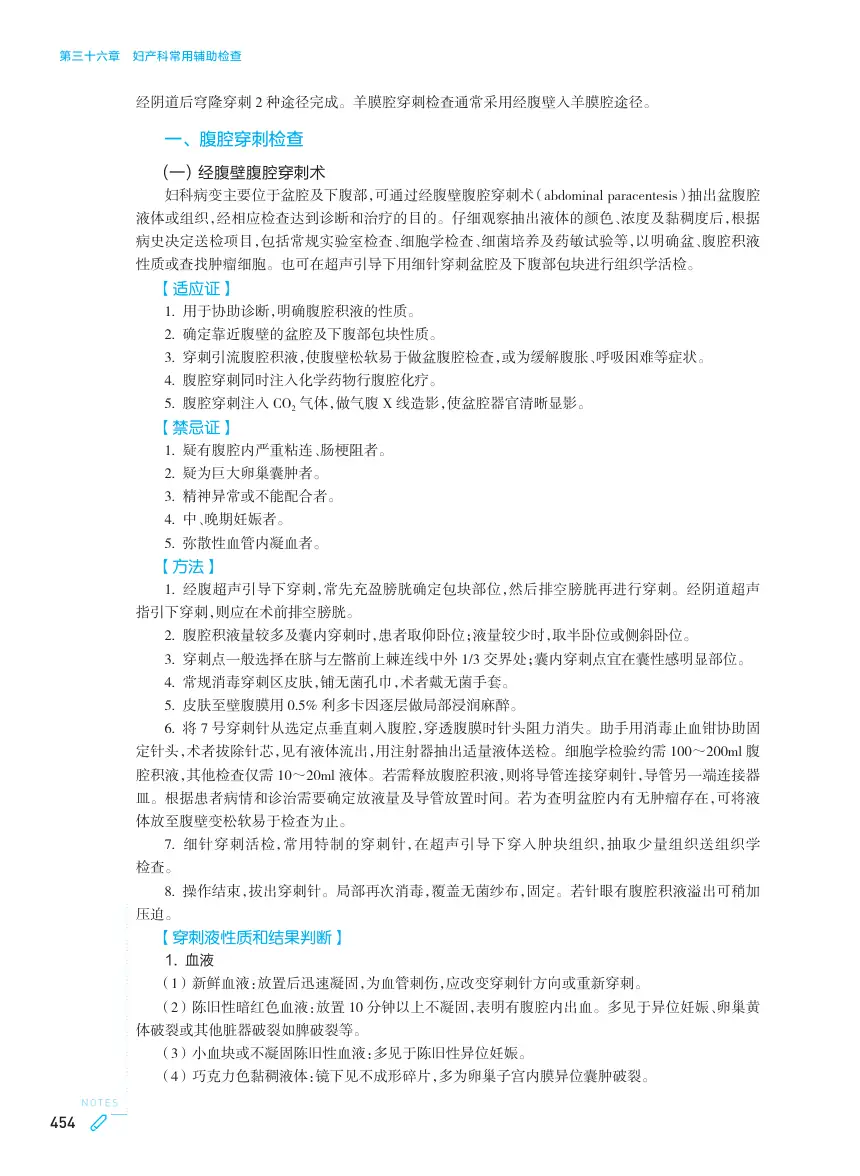 第三十六章 妇产科常用辅助检查
经阴道后穹隆穿刺 2 种途径完成。羊膜腔穿刺检查通常采用经腹壁入羊膜腔途径。
一、腹腔穿刺检查
(一) 经腹壁腹腔穿刺术
妇科病变主要位于盆腔及下腹部,可通过经腹壁腹腔穿刺术(abdominal paracentesis)抽出盆腹腔
液体或组织,经相应检查达到诊断和治疗的目的。仔细观察抽出液体的颜色、浓度及黏稠度后,根据
病史决定送检项目,包括常规实验室检查、细胞学检查、细菌培养及药敏试验等,以明确盆、腹腔积液
性质或查找肿瘤细胞。也可在超声引导下用细针穿刺盆腔及下腹部包块进行组织学活检。
【适应证】
1. 用于协助诊断,明确腹腔积液的性质。
2. 确定靠近腹壁的盆腔及下腹部包块性质。
3. 穿刺引流腹腔积液,使腹壁松软易于做盆腹腔检查,或为缓解腹胀、呼吸困难等症状。
4. 腹腔穿刺同时注入化学药物行腹腔化疗。
5. 腹腔穿刺注入 CO₂ 气体,做气腹 X 线造影,使盆腔器官清晰显影。
【禁忌证】
1. 疑有腹腔内严重粘连、肠梗阻者。
2. 疑为巨大卵巢囊肿者。
3. 精神异常或不能配合者。
4. 中、晚期妊娠者。
5. 弥散性血管内凝血者。
【方法】
1. 经腹超声引导下穿刺,常先充盈膀胱确定包块部位,然后排空膀胱再进行穿刺。经阴道超声
指引下穿刺,则应在术前排空膀胱。
2. 腹腔积液量较多及囊内穿刺时,患者取仰卧位;液量较少时,取半卧位或侧斜卧位。
3. 穿刺点一般选择在脐与左髂前上棘连线中外 1/3 交界处;囊内穿刺点宜在囊性感明显部位。
4. 常规消毒穿刺区皮肤,铺无菌孔巾,术者戴无菌手套。
5. 皮肤至壁腹膜用 0.5% 利多卡因逐层做局部浸润麻醉。
6. 将 7 号穿刺针从选定点垂直刺入腹腔,穿透腹膜时针头阻力消失。助手用消毒止血钳协助固
定针头,术者拔除针芯,见有液体流出,用注射器抽出适量液体送检。细胞学检验约需 100~200ml 腹
腔积液,其他检查仅需 10~20ml 液体。若需释放腹腔积液,则将导管连接穿刺针,导管另一端连接器
皿。根据患者病情和诊治需要确定放液量及导管放置时间。若为查明盆腔内有无肿瘤存在,可将液
体放至腹壁变松软易于检查为止。
7. 细针穿刺活检,常用特制的穿刺针,在超声引导下穿入肿块组织,抽取少量组织送组织学
检查。
8. 操作结束,拔出穿刺针。局部再次消毒,覆盖无菌纱布,固定。若针眼有腹腔积液溢出可稍加
压迫。
【穿刺液性质和结果判断】
1. 血液
(1)新鲜血液:放置后迅速凝固,为血管刺伤,应改变穿刺针方向或重新穿刺。
(2)陈旧性暗红色血液:放置 10 分钟以上不凝固,表明有腹腔内出血。多见于异位妊娠、卵巢黄
体破裂或其他脏器破裂如脾破裂等。
(3)小血块或不凝固陈旧性血液:多见于陈旧性异位妊娠。
(4)巧克力色黏稠液体:镜下见不成形碎片,多为卵巢子宫内膜异位囊肿破裂。
NOTES
454